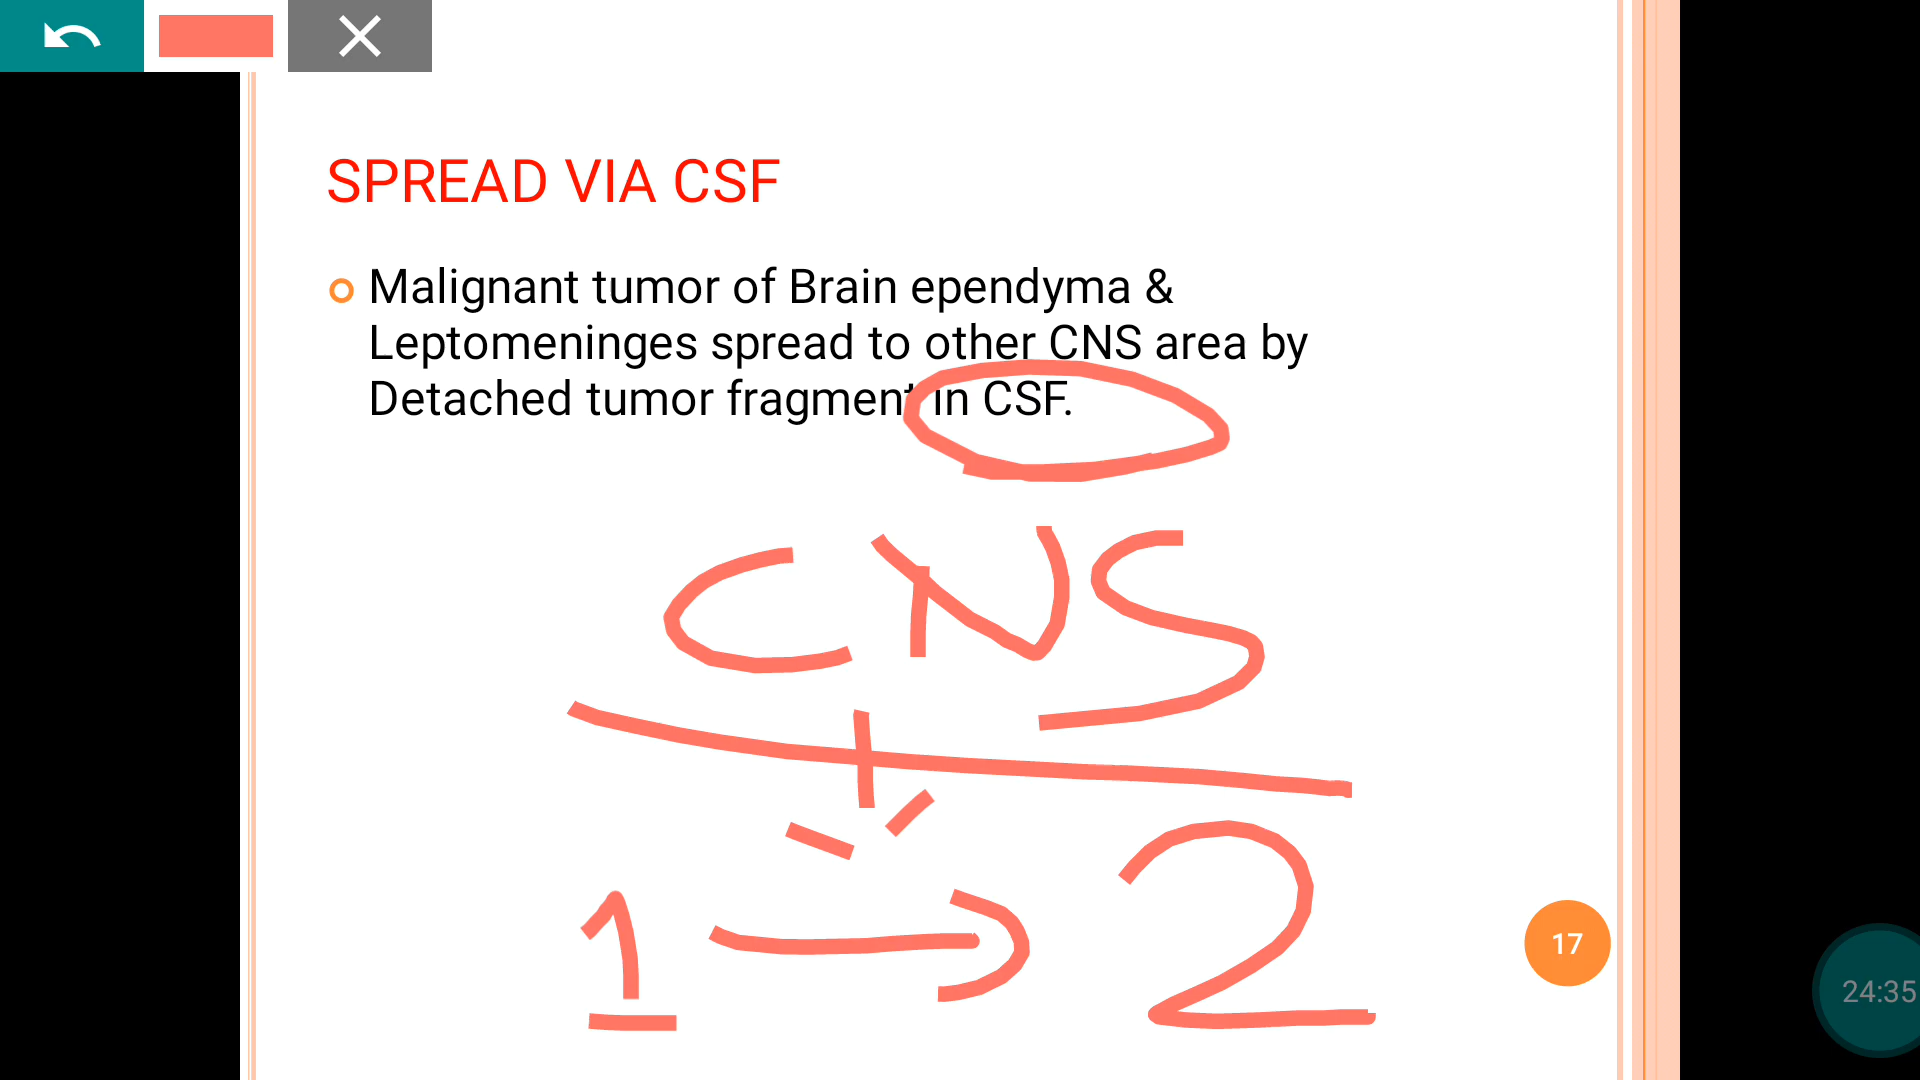 SPREAD VIA CSF
Malignant tumor of Brain ependyma &
Leptomeninges spread to other CNS area by
Detached tumor fragment in CSF.
CNS
1 → 2
17
24:35